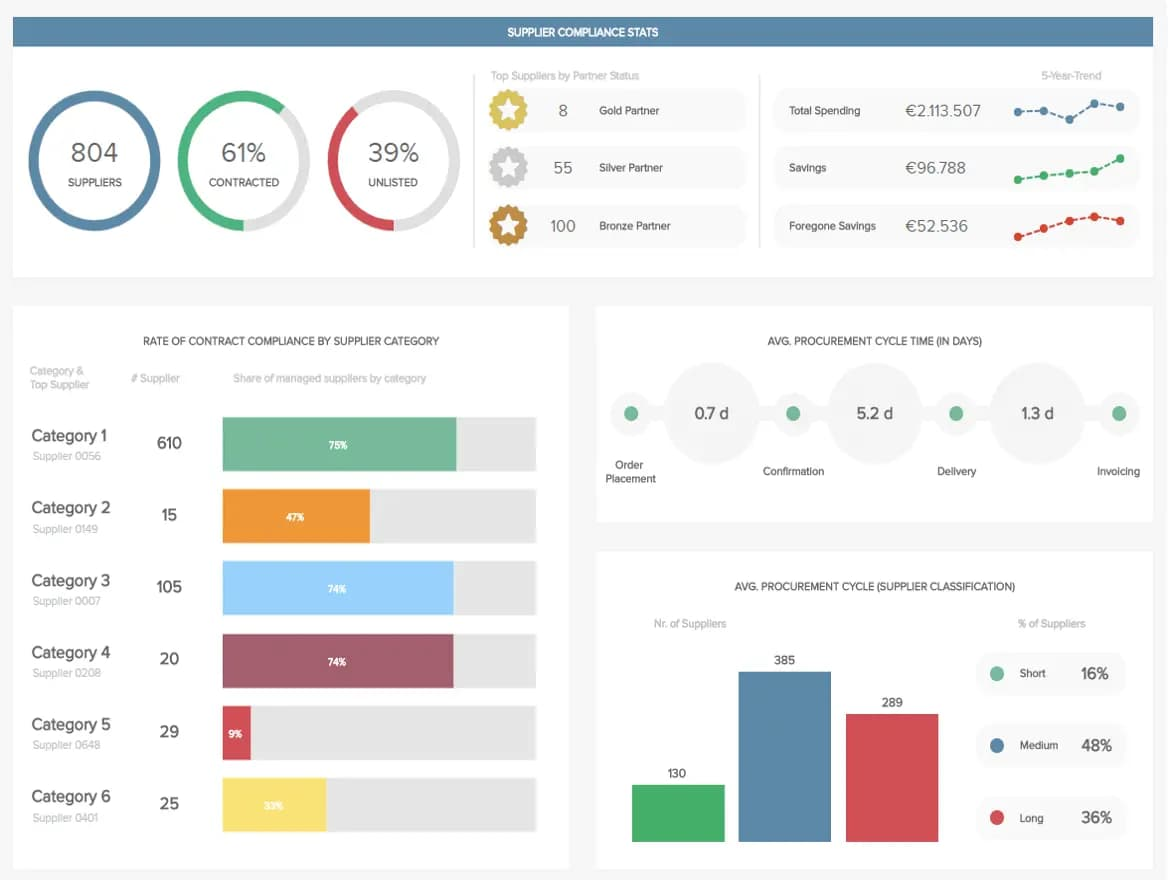 SUPPLIER COMPLIANCE STATS
804
SUPPLIERS
61%
CONTRACTED
39%
UNLISTED
Top Suppliers by Partner Status
8 Gold Partner
55 Silver Partner
100 Bronze Partner
5-Year-Trend
Total Spending €2.113.507
Savings €96.788
Foregone Savings €52.536
RATE OF CONTRACT COMPLIANCE BY SUPPLIER CATEGORY
Category &
Top Supplier
# Supplier
Share of managed suppliers by category
Category 1
Supplier 0056
610
75%
Category 2
Supplier 0149
15
47%
Category 3
Supplier 0007
105
74%
Category 4
Supplier 0208
20
74%
Category 5
Supplier 0648
29
9%
Category 6
Supplier 0401
25
33%
AVG. PROCUREMENT CYCLE TIME (IN DAYS)
0.7 d
5.2 d
1.3 d
Order
Placement
Confirmation
Delivery
Invoicing
AVG. PROCUREMENT CYCLE (SUPPLIER CLASSIFICATION)
Nr. of Suppliers
130
385
289
% of Suppliers
Short 16%
Medium 48%
Long 36%